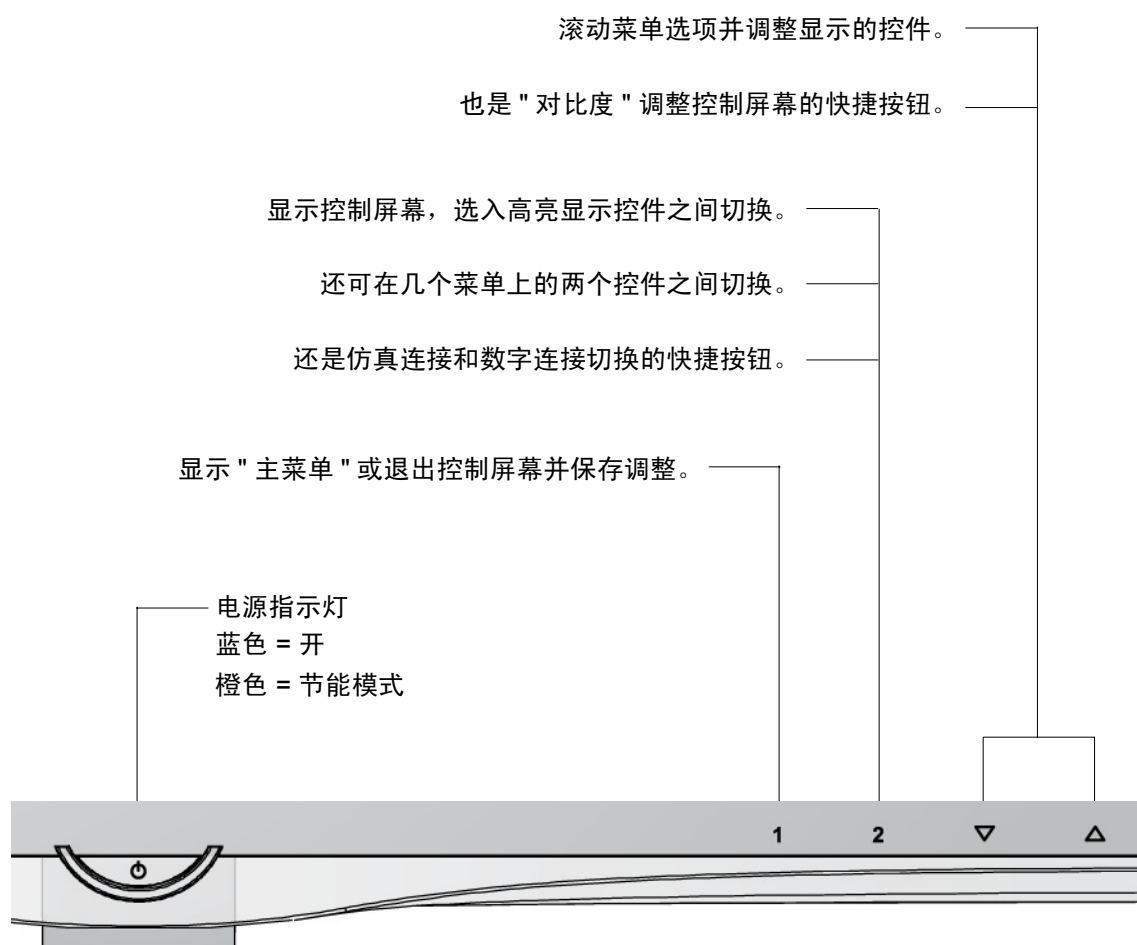 滚动菜单选项并调整显示的控件。
也是 " 对比度 " 调整控制屏幕的快捷按钮。
显示控制屏幕，选入高亮显示控件之间切换。
还可在几个菜单上的两个控件之间切换。
还是仿真连接和数字连接切换的快捷按钮。
显示 " 主菜单 " 或退出控制屏幕并保存调整。
电源指示灯
蓝色 = 开
橙色 = 节能模式
1 2